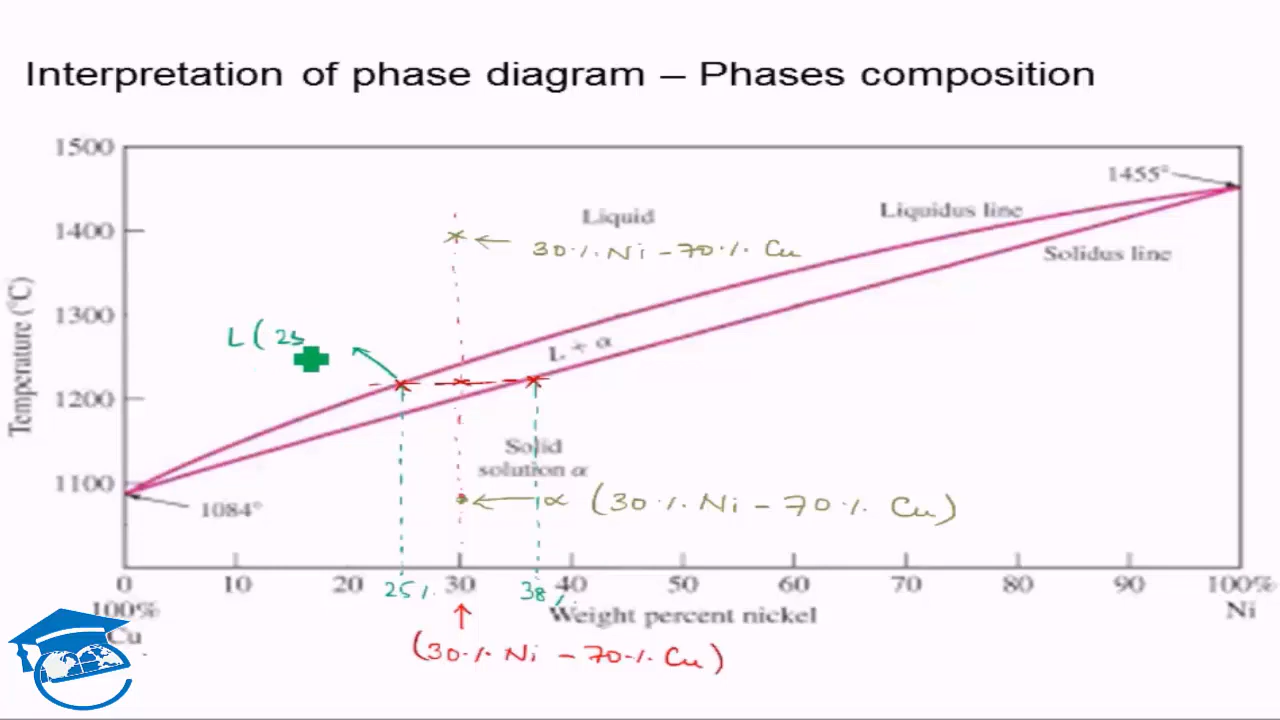 Interpretation of phase diagram – Phases composition
1500
1400
1300
1200
1100
Temperature (°C)
1455°
Liquid
Liquidus line
Solidus line
30% Ni – 70% Cu
L ( 25
L + α
Solid
solution α
α (30% Ni – 70% Cu)
1084°
0 10 20 30 40 50 60 70 80 90 100%
25% 38%
100% Weight percent nickel Ni
Cu
(30% Ni – 70% Cu)